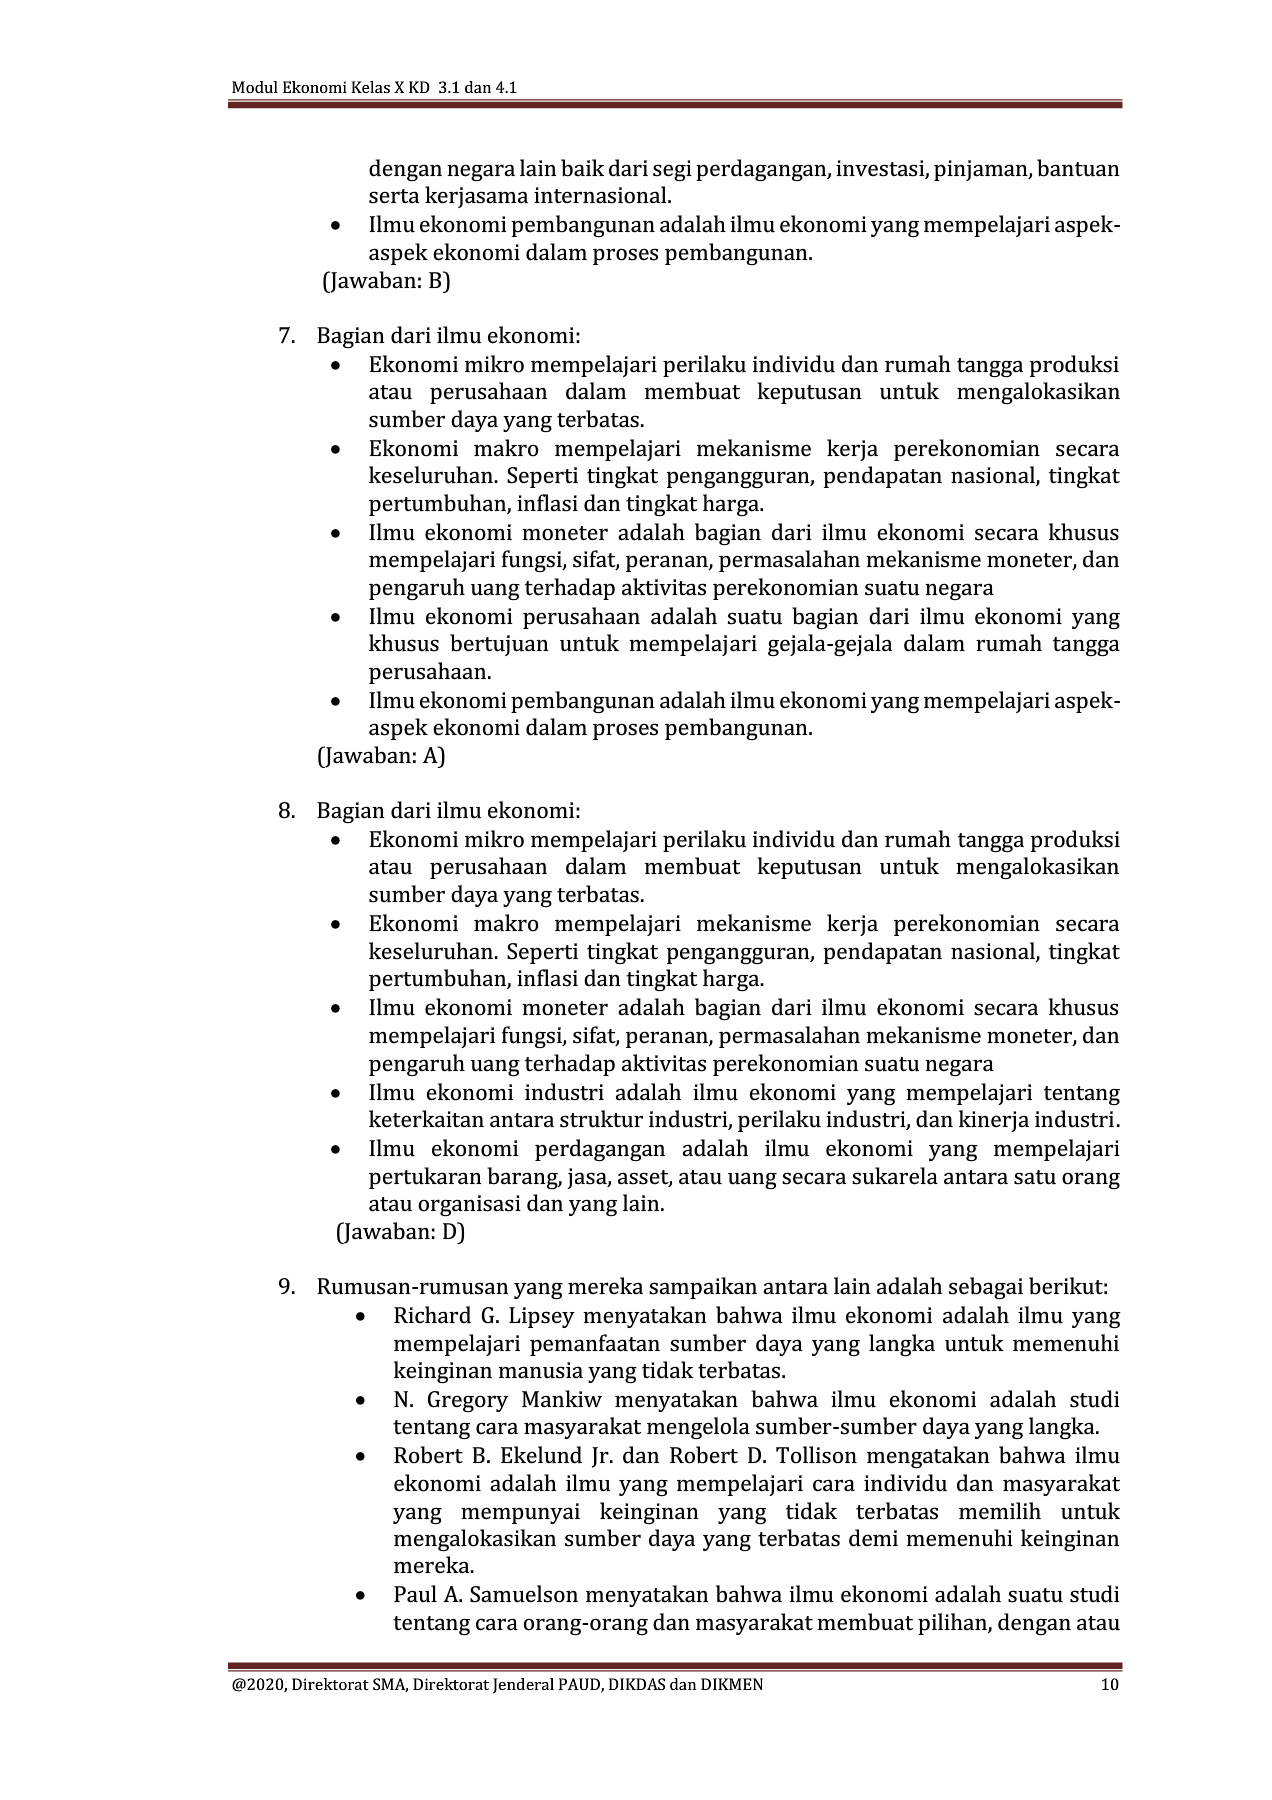 Modul Ekonomi Kelas X KD  3.1 dan 4.1
dengan negara lain baik dari segi perdagangan, investasi, pinjaman, bantuan
serta kerjasama internasional.
• Ilmu ekonomi pembangunan adalah ilmu ekonomi yang mempelajari aspek-
aspek ekonomi dalam proses pembangunan.
(Jawaban: B)
7. Bagian dari ilmu ekonomi:
• Ekonomi mikro mempelajari perilaku individu dan rumah tangga produksi
atau perusahaan dalam membuat keputusan untuk mengalokasikan
sumber daya yang terbatas.
• Ekonomi makro mempelajari mekanisme kerja perekonomian secara
keseluruhan. Seperti tingkat pengangguran, pendapatan nasional, tingkat
pertumbuhan, inflasi dan tingkat harga.
• Ilmu ekonomi moneter adalah bagian dari ilmu ekonomi secara khusus
mempelajari fungsi, sifat, peranan, permasalahan mekanisme moneter, dan
pengaruh uang terhadap aktivitas perekonomian suatu negara
• Ilmu ekonomi perusahaan adalah suatu bagian dari ilmu ekonomi yang
khusus bertujuan untuk mempelajari gejala-gejala dalam rumah tangga
perusahaan.
• Ilmu ekonomi pembangunan adalah ilmu ekonomi yang mempelajari aspek-
aspek ekonomi dalam proses pembangunan.
(Jawaban: A)
8. Bagian dari ilmu ekonomi:
• Ekonomi mikro mempelajari perilaku individu dan rumah tangga produksi
atau perusahaan dalam membuat keputusan untuk mengalokasikan
sumber daya yang terbatas.
• Ekonomi makro mempelajari mekanisme kerja perekonomian secara
keseluruhan. Seperti tingkat pengangguran, pendapatan nasional, tingkat
pertumbuhan, inflasi dan tingkat harga.
• Ilmu ekonomi moneter adalah bagian dari ilmu ekonomi secara khusus
mempelajari fungsi, sifat, peranan, permasalahan mekanisme moneter, dan
pengaruh uang terhadap aktivitas perekonomian suatu negara
• Ilmu ekonomi industri adalah ilmu ekonomi yang mempelajari tentang
keterkaitan antara struktur industri, perilaku industri, dan kinerja industri.
• Ilmu ekonomi perdagangan adalah ilmu ekonomi yang mempelajari
pertukaran barang, jasa, asset, atau uang secara sukarela antara satu orang
atau organisasi dan yang lain.
(Jawaban: D)
9. Rumusan-rumusan yang mereka sampaikan antara lain adalah sebagai berikut:
• Richard G. Lipsey menyatakan bahwa ilmu ekonomi adalah ilmu yang
mempelajari pemanfaatan sumber daya yang langka untuk memenuhi
keinginan manusia yang tidak terbatas.
• N. Gregory Mankiw menyatakan bahwa ilmu ekonomi adalah studi
tentang cara masyarakat mengelola sumber-sumber daya yang langka.
• Robert B. Ekelund Jr. dan Robert D. Tollison mengatakan bahwa ilmu
ekonomi adalah ilmu yang mempelajari cara individu dan masyarakat
yang mempunyai keinginan yang tidak terbatas memilih untuk
mengalokasikan sumber daya yang terbatas demi memenuhi keinginan
mereka.
• Paul A. Samuelson menyatakan bahwa ilmu ekonomi adalah suatu studi
tentang cara orang-orang dan masyarakat membuat pilihan, dengan atau
@2020, Direktorat SMA, Direktorat Jenderal PAUD, DIKDAS dan DIKMEN 10